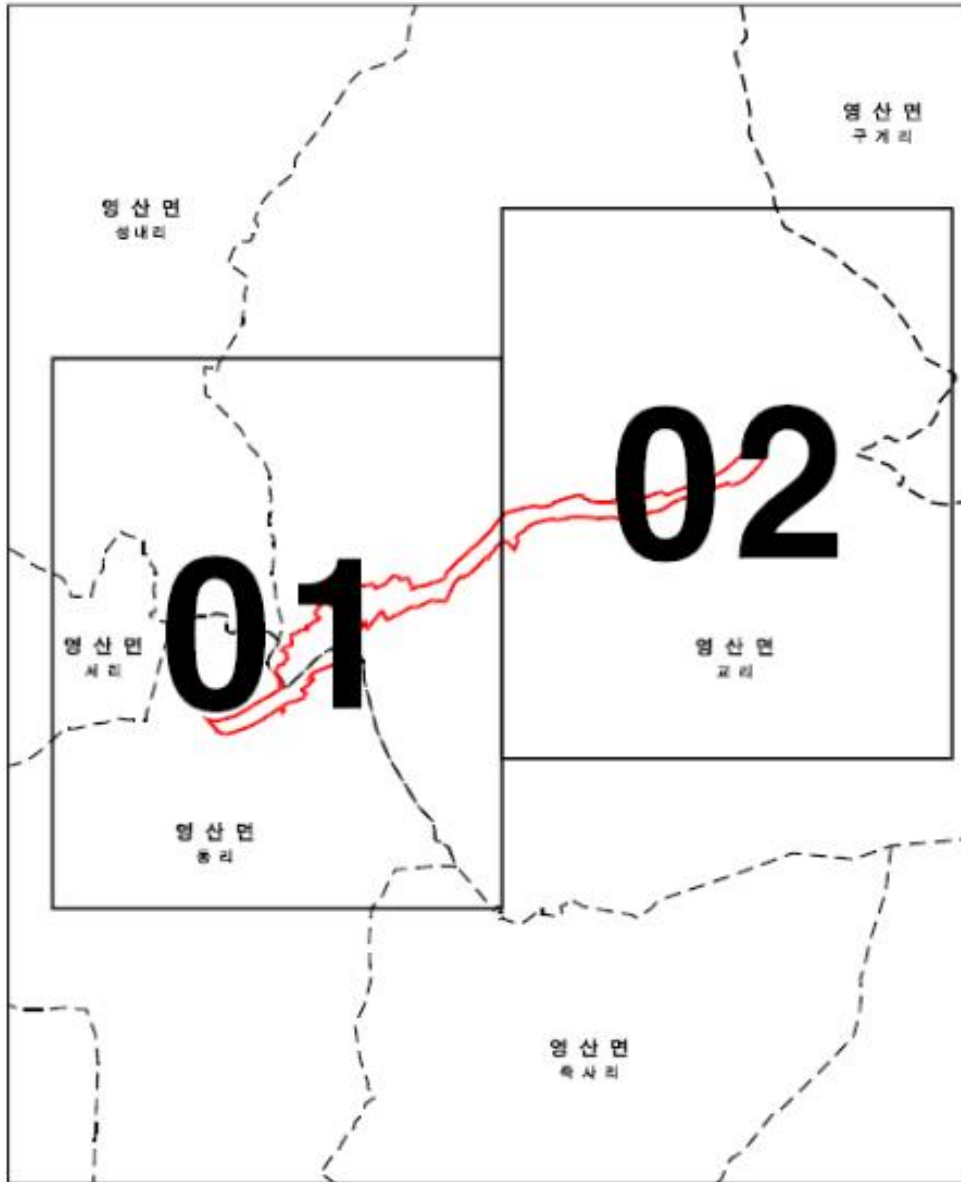 영 산 면
구 계 리
영 산 면
성 내 리
02
01
영 산 면
서 리
영 산 면
교 리
영 산 면
동 리
영 산 면
죽 사 리